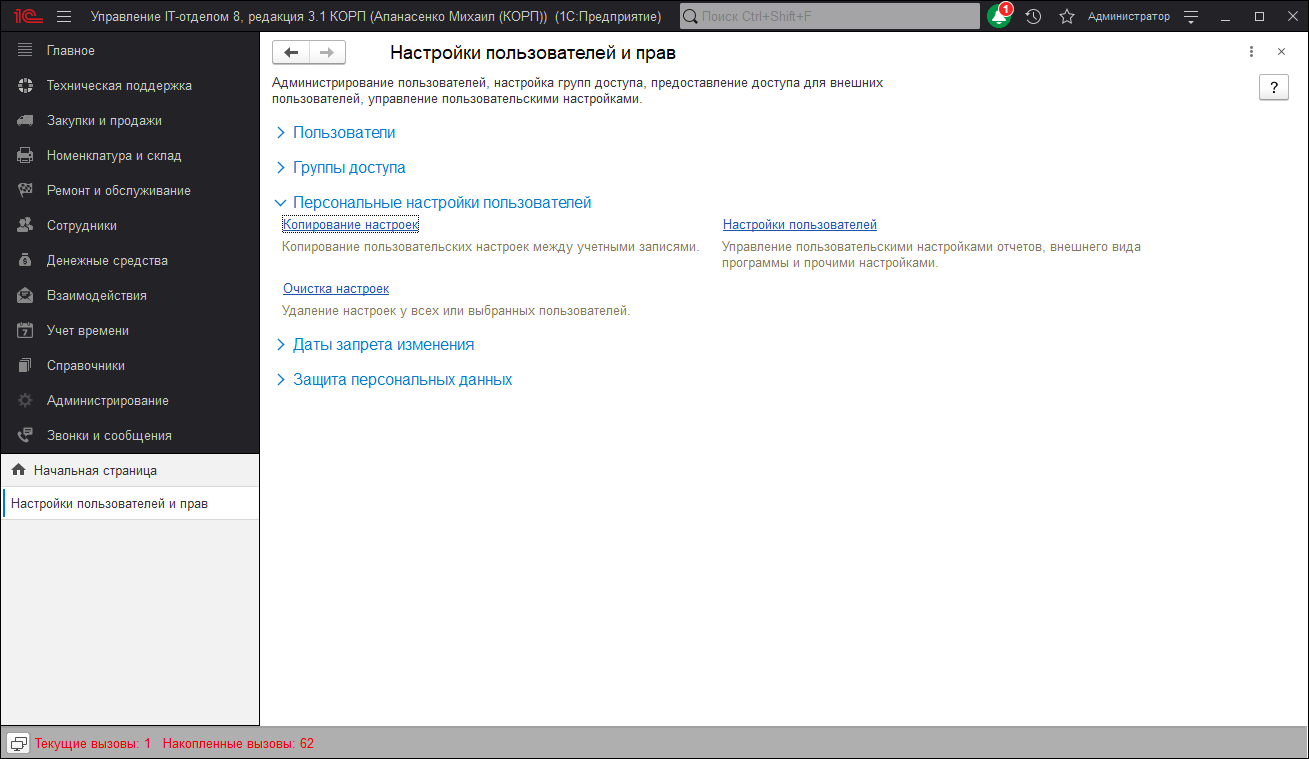 1С Управление IT-отделом 8, редакция 3.1 КОРП (Апанасенко Михаил (КОРП)) (1С:Предприятие) Поиск Ctrl+Shift+F 1 Администратор
Главное
Техническая поддержка
Закупки и продажи
Номенклатура и склад
Ремонт и обслуживание
Сотрудники
Денежные средства
Взаимодействия
7 Учет времени
Справочники
Администрирование
Звонки и сообщения
Начальная страница
Настройки пользователей и прав
Настройки пользователей и прав
Администрирование пользователей, настройка групп доступа, предоставление доступа для внешних
пользователей, управление пользовательскими настройками.
?
Пользователи
Группы доступа
Персональные настройки пользователей
Копирование настроек
Копирование пользовательских настроек между учетными записями.
Настройки пользователей
Управление пользовательскими настройками отчетов, внешнего вида
программы и прочими настройками.
Очистка настроек
Удаление настроек у всех или выбранных пользователей.
Даты запрета изменения
Защита персональных данных
Текущие вызовы: 1 Накопленные вызовы: 62